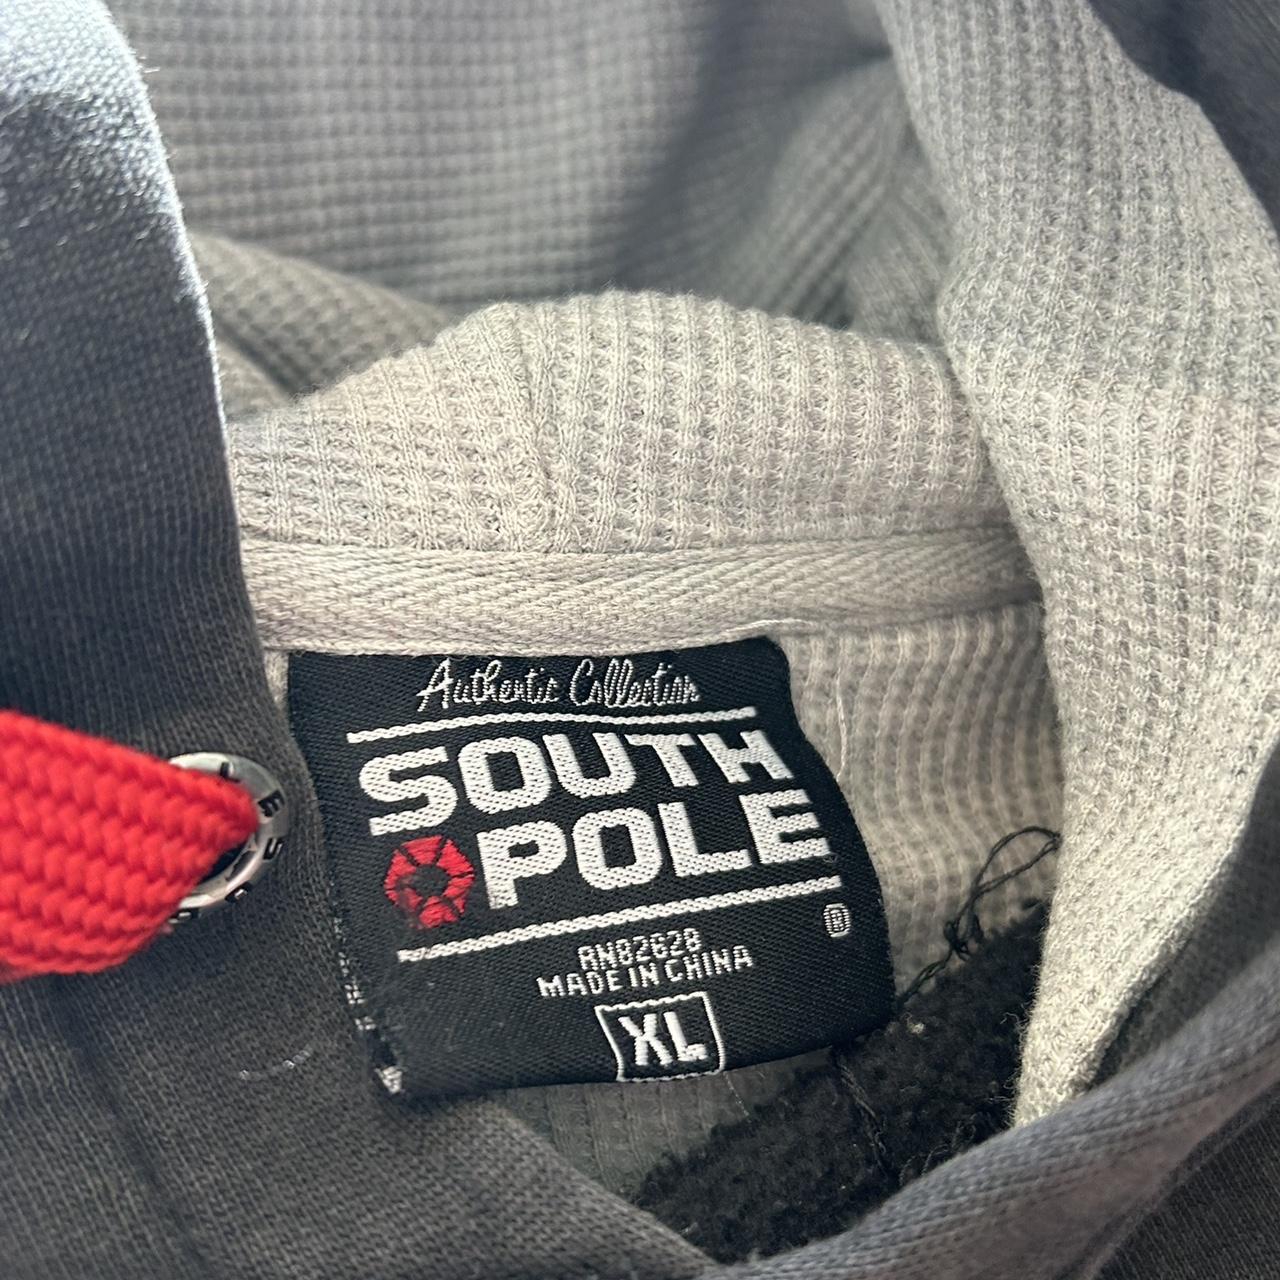 Authentic Collection
SOUTH
POLE
®
RN82628
MADE IN CHINA
XL